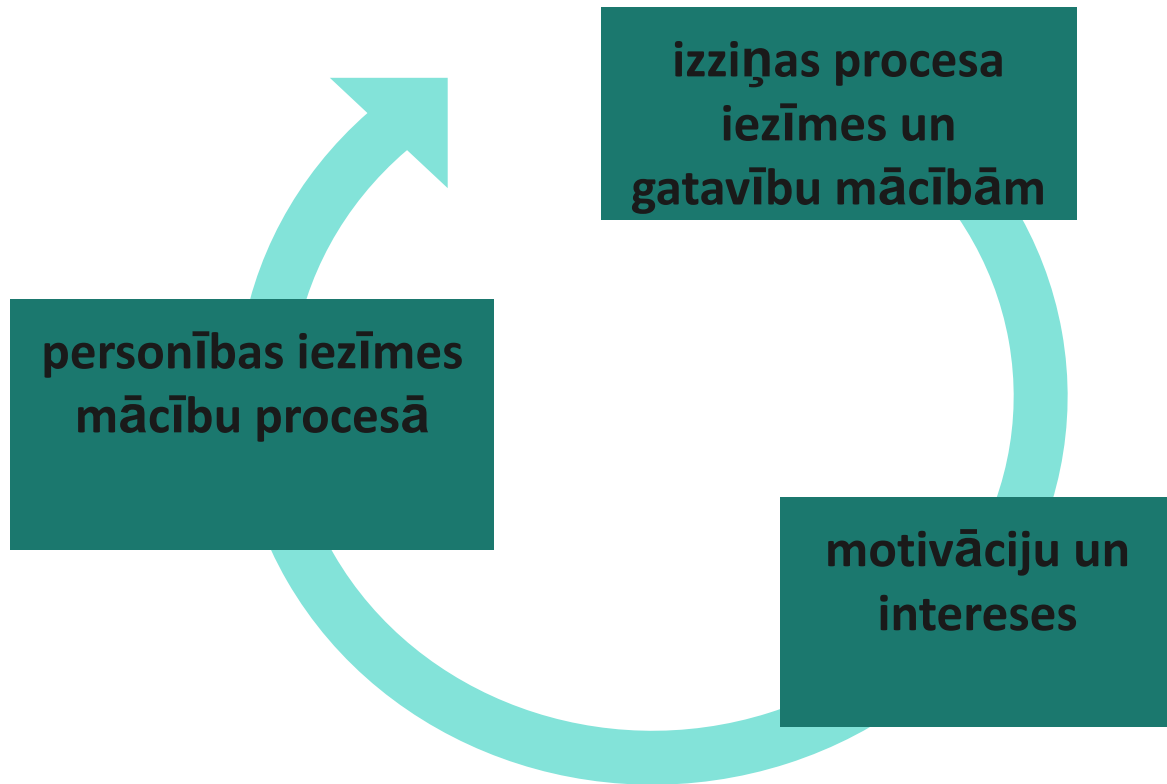 izziņas procesa
iezīmes un
gatavību mācībām
motivāciju un
intereses
personības iezīmes
mācību procesā